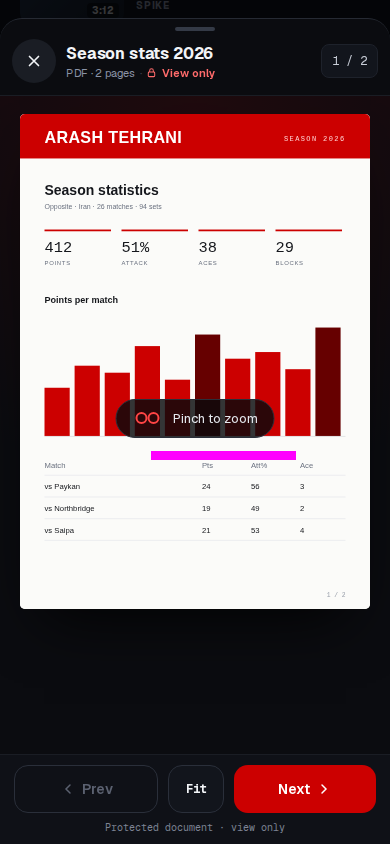 3:12 SPIKE
Season stats 2026
PDF · 2 pages · View only
1 / 2
ARASH TEHRANI
SEASON 2026
Season statistics
Opposite · Iran · 26 matches · 94 sets
412 51% 38 29
POINTS ATTACK ACES BLOCKS
Points per match
Pinch to zoom
Match Pts Att% Ace
vs Paykan 24 56 3
vs Northbridge 19 49 2
vs Saipa 21 53 4
1 / 2
Prev Fit Next
Protected document · view only